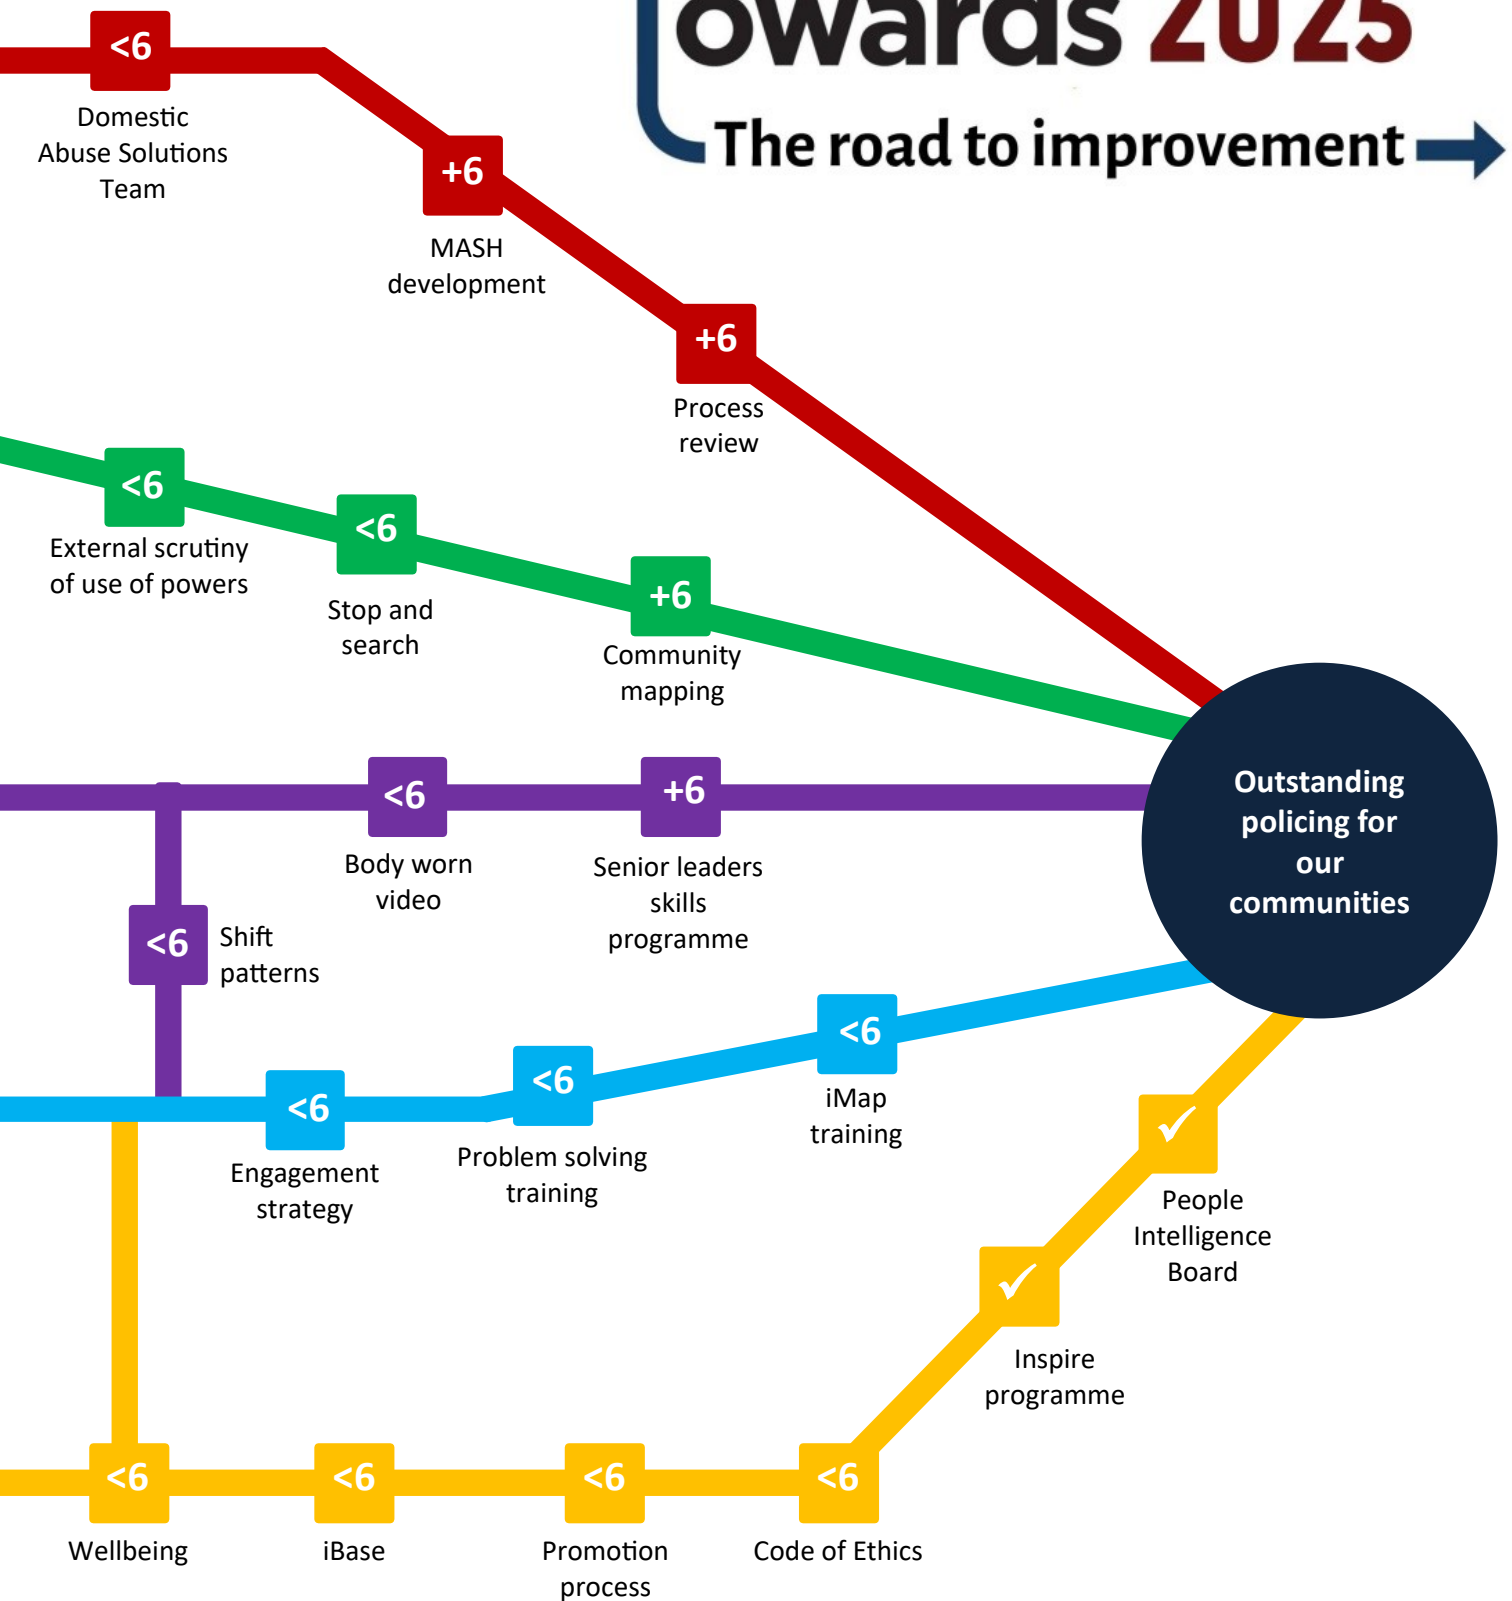 owards 2025
The road to improvement
<6
Domestic
Abuse Solutions
Team
+6
MASH
development
+6
Process
review
<6
External scrutiny
of use of powers
<6
Stop and
search
+6
Community
mapping
<6
Body worn
video
+6
Senior leaders
skills
programme
Outstanding
policing for
our
communities
<6
Shift
patterns
<6
Engagement
strategy
<6
Problem solving
training
<6
iMap
training
✓
People
Intelligence
Board
✓
Inspire
programme
<6
Wellbeing
<6
iBase
<6
Promotion
process
<6
Code of Ethics